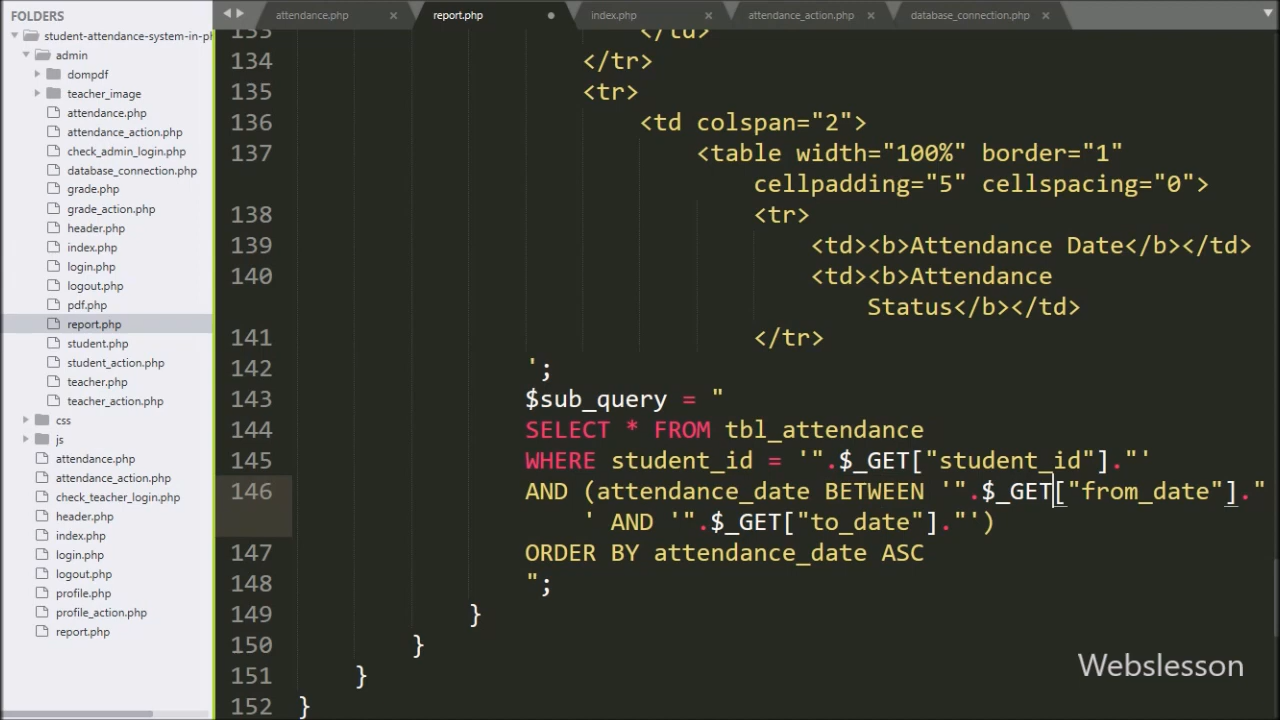 FOLDERS
student-attendance-system-in-ph
admin
dompdf
teacher_image
attendance.php
attendance_action.php
check_admin_login.php
database_connection.php
grade.php
grade_action.php
header.php
index.php
login.php
logout.php
pdf.php
report.php
student.php
student_action.php
teacher.php
teacher_action.php
css
js
attendance.php
attendance_action.php
check_teacher_login.php
header.php
index.php
login.php
logout.php
profile.php
profile_action.php
report.php
attendance.php × report.php index.php × attendance_action.php × database_connection.php ×
133 </td>
134 </tr>
135 <tr>
136 <td colspan="2">
137 <table width="100%" border="1"
cellpadding="5" cellspacing="0">
138 <tr>
139 <td><b>Attendance Date</b></td>
140 <td><b>Attendance
Status</b></td>
141 </tr>
142 ';
143 $sub_query = "
144 SELECT * FROM tbl_attendance
145 WHERE student_id = '".$_GET["student_id"]."'
146 AND (attendance_date BETWEEN '".$_GET["from_date"]."
' AND '".$_GET["to_date"]."')
147 ORDER BY attendance_date ASC
148 ";
149 }
150 }
151 }
152 }
Webslesson